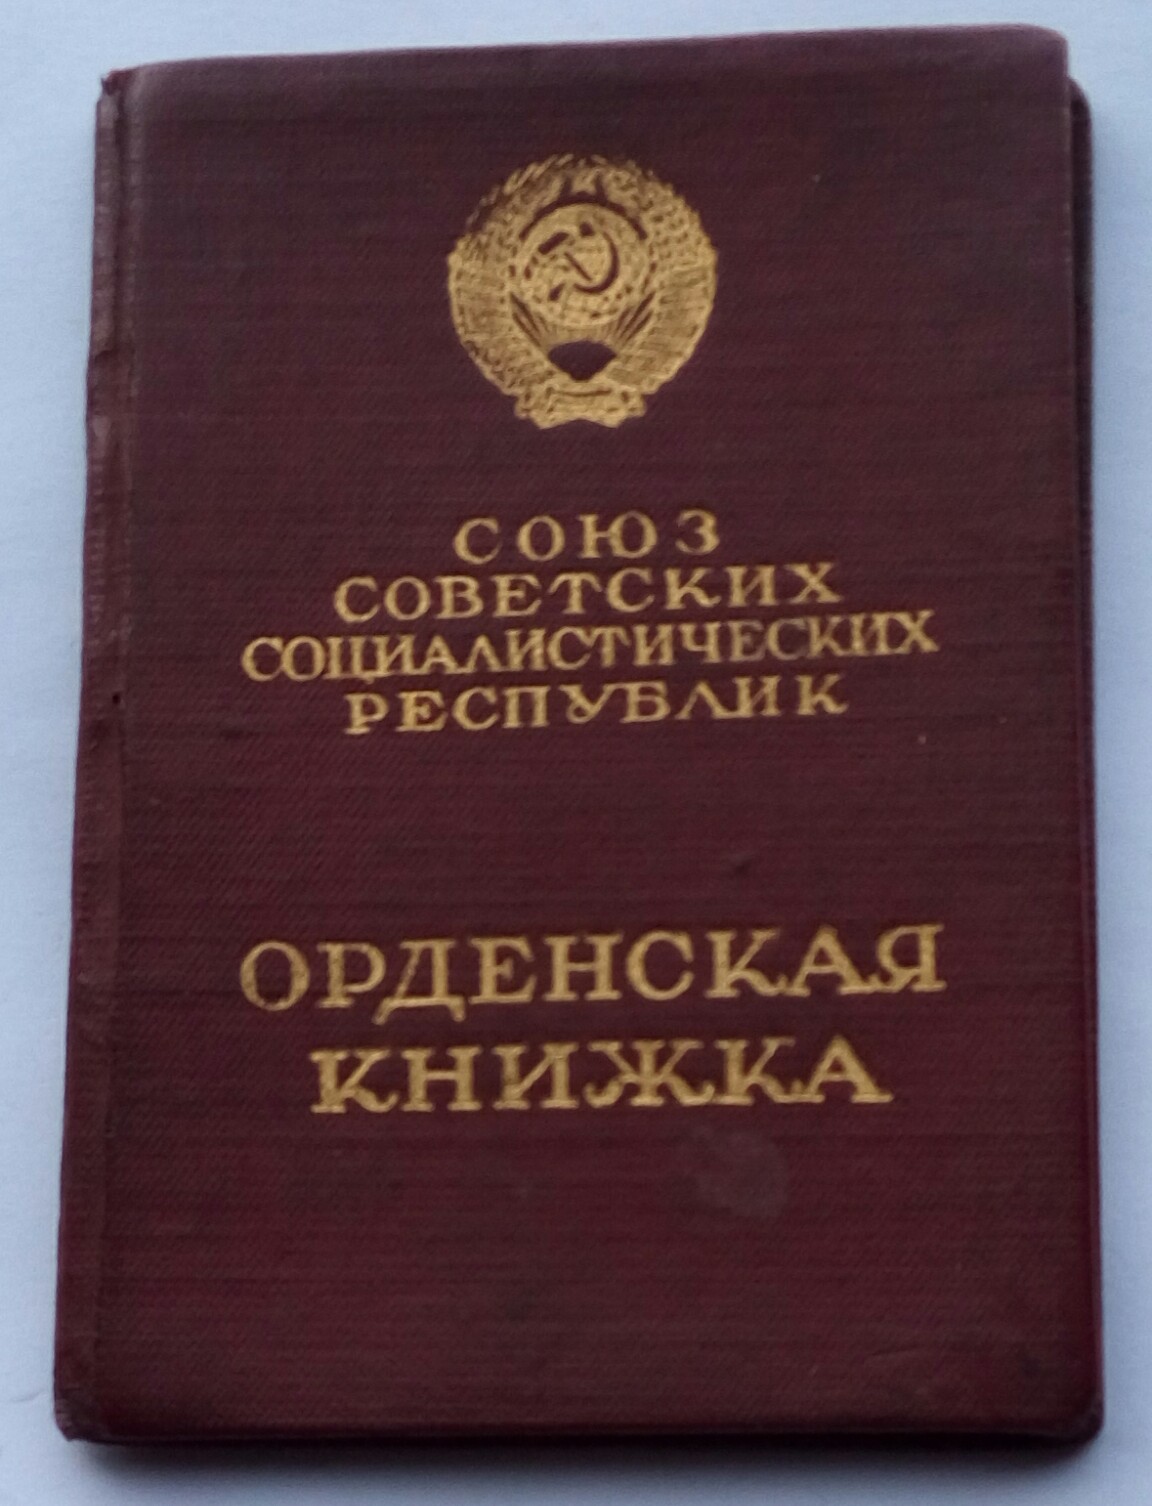 СОЮЗ
СОВЕТСКИХ
СОЦИАЛИСТИЧЕСКИХ
РЕСПУБЛИК
ОРДЕНСКАЯ
КНИЖКА